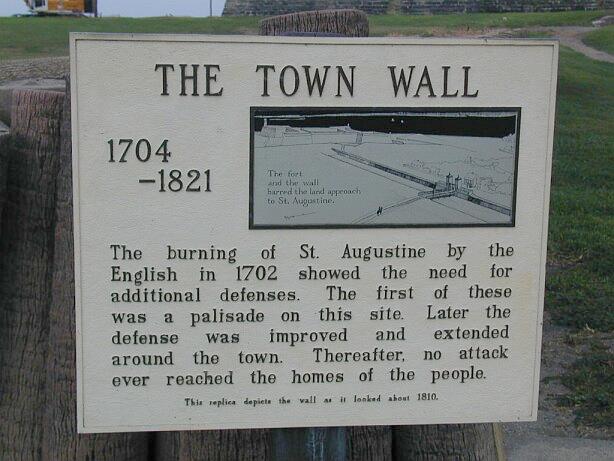 THE TOWN WALL
1704
-1821
The fort
and the wall
barred the land approach
to St. Augustine.
The burning of St. Augustine by the
English in 1702 showed the need for
additional defenses. The first of these
was a palisade on this site. Later the
defense was improved and extended
around the town. Thereafter, no attack
ever reached the homes of the people.
This replica depicts the wall as it looked about 1810.